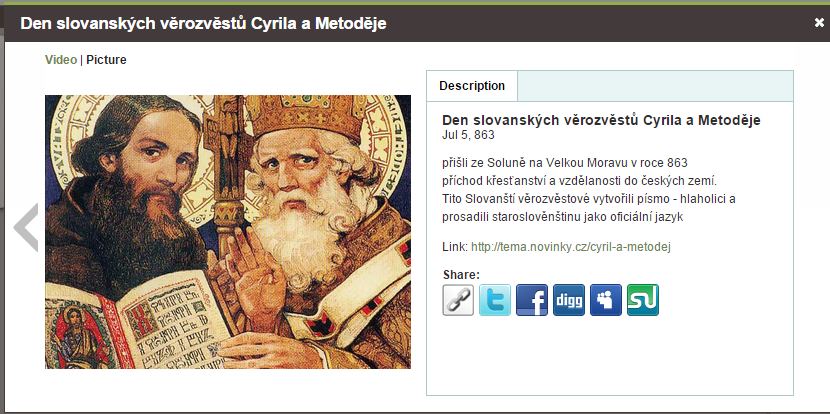 Den slovanských věrozvěstů Cyrila a Metoděje
Video | Picture
Description
Den slovanských věrozvěstů Cyrila a Metoděje
Jul 5, 863
přišli ze Soluně na Velkou Moravu v roce 863
příchod křesťanství a vzdělanosti do českých zemí.
Tito Slovanští věrozvěstové vytvořili písmo - hlaholici a
prosadili staroslověnštinu jako oficiální jazyk
Link: http://tema.novinky.cz/cyril-a-metodej
Share:
digg